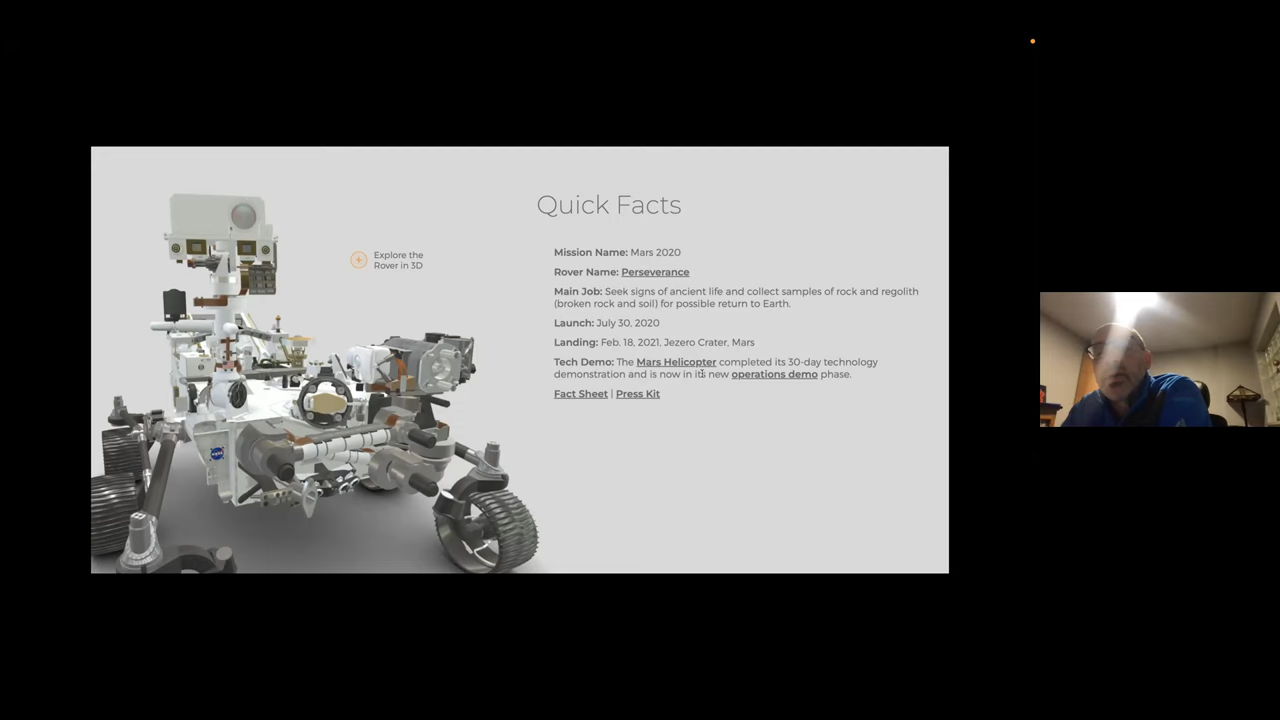 Quick Facts
Explore the
Rover in 3D
Mission Name: Mars 2020
Rover Name: Perseverance
Main Job: Seek signs of ancient life and collect samples of rock and regolith
(broken rock and soil) for possible return to Earth.
Launch: July 30, 2020
Landing: Feb. 18, 2021, Jezero Crater, Mars
Tech Demo: The Mars Helicopter completed its 30-day technology
demonstration and is now in its new operations demo phase.
Fact Sheet | Press Kit
NASA